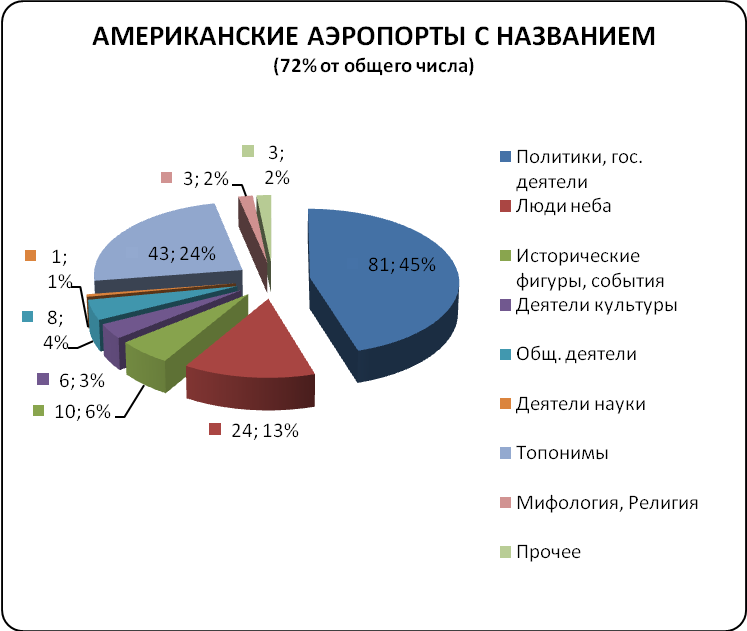 АМЕРИКАНСКИЕ АЭРОПОРТЫ С НАЗВАНИЕМ
(72% от общего числа)
3;
2%
3; 2%
43; 24%
81; 45%
1;
1%
8;
4%
6; 3%
10; 6%
24; 13%
Политики, гос.
деятели
Люди неба
Исторические
фигуры, события
Деятели культуры
Общ. деятели
Деятели науки
Топонимы
Мифология, Религия
Прочее